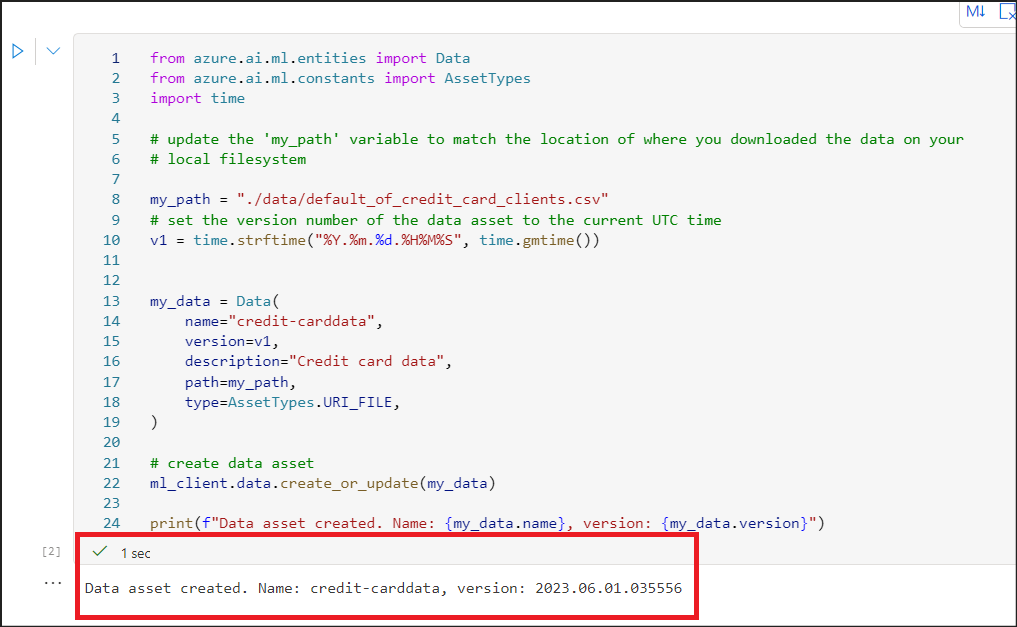 M↓
1 from azure.ai.ml.entities import Data
2 from azure.ai.ml.constants import AssetTypes
3 import time
4
5 # update the 'my_path' variable to match the location of where you downloaded the data on your
6 # local filesystem
7
8 my_path = "./data/default_of_credit_card_clients.csv"
9 # set the version number of the data asset to the current UTC time
10 v1 = time.strftime("%Y.%m.%d.%H%M%S", time.gmtime())
11
12
13 my_data = Data(
14     name="credit-carddata",
15     version=v1,
16     description="Credit card data",
17     path=my_path,
18     type=AssetTypes.URI_FILE,
19 )
20
21 # create data asset
22 ml_client.data.create_or_update(my_data)
23
24 print(f"Data asset created. Name: {my_data.name}, version: {my_data.version}")
[2] ✓ 1 sec
... Data asset created. Name: credit-carddata, version: 2023.06.01.035556